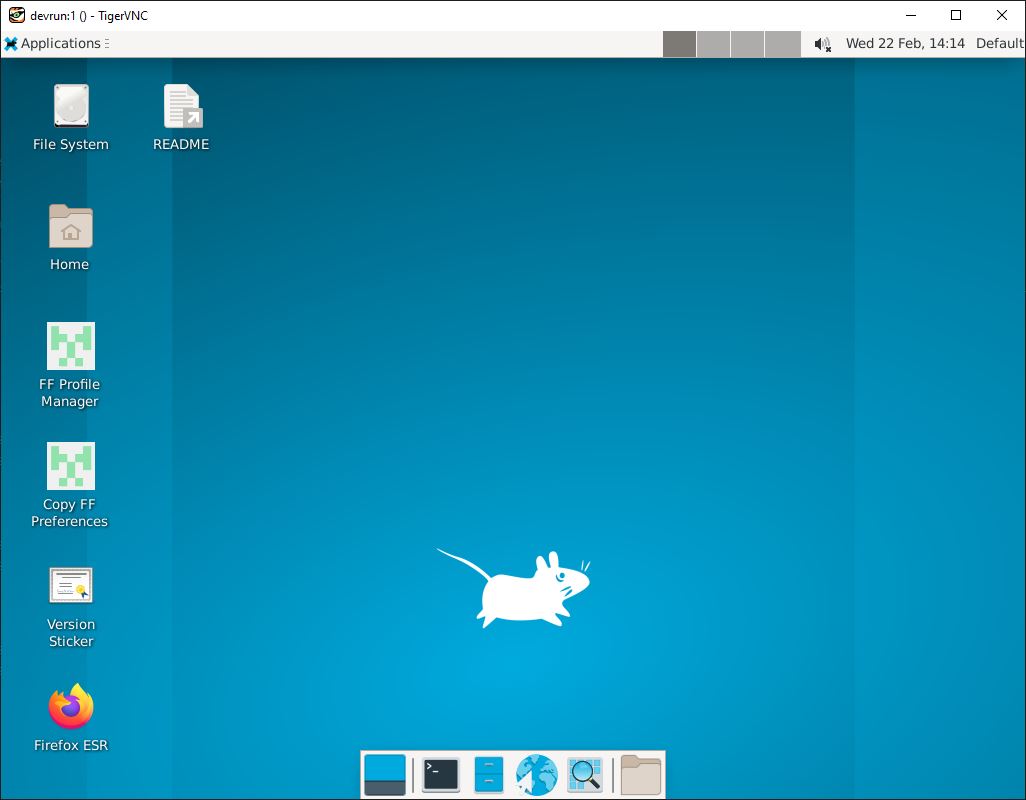 devrun:1 () - TigerVNC
Applications
Wed 22 Feb, 14:14
Default
File System
README
Home
FF Profile
Manager
Copy FF
Preferences
Version
Sticker
Firefox ESR
>_